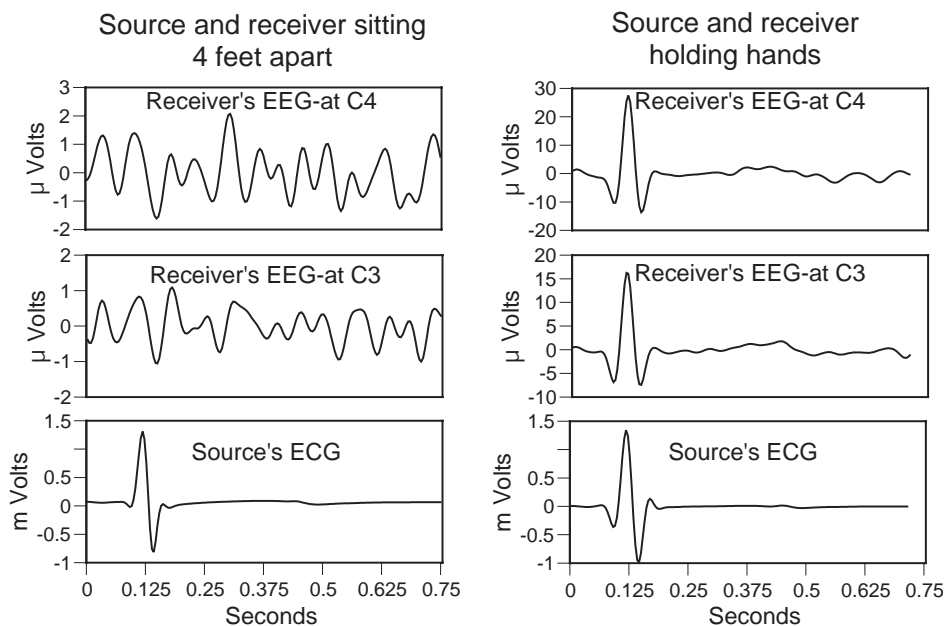 Source and receiver sitting
4 feet apart
3
2
1
0
-1
-2
µ Volts
Receiver's EEG-at C4
2
1
0
-1
-2
µ Volts
Receiver's EEG-at C3
1.5
0.5
0
-0.5
-1
m Volts
Source's ECG
0 0.125 0.25 0.375 0.5 0.625 0.75
Seconds
Source and receiver
holding hands
30
20
10
0
-10
-20
µ Volts
Receiver's EEG-at C4
20
15
10
5
0
-5
-10
µ Volts
Receiver's EEG-at C3
1.5
0.5
0
-0.5
-1
m Volts
Source's ECG
0 0.125 0.25 0.375 0.5 0.625 0.75
Seconds